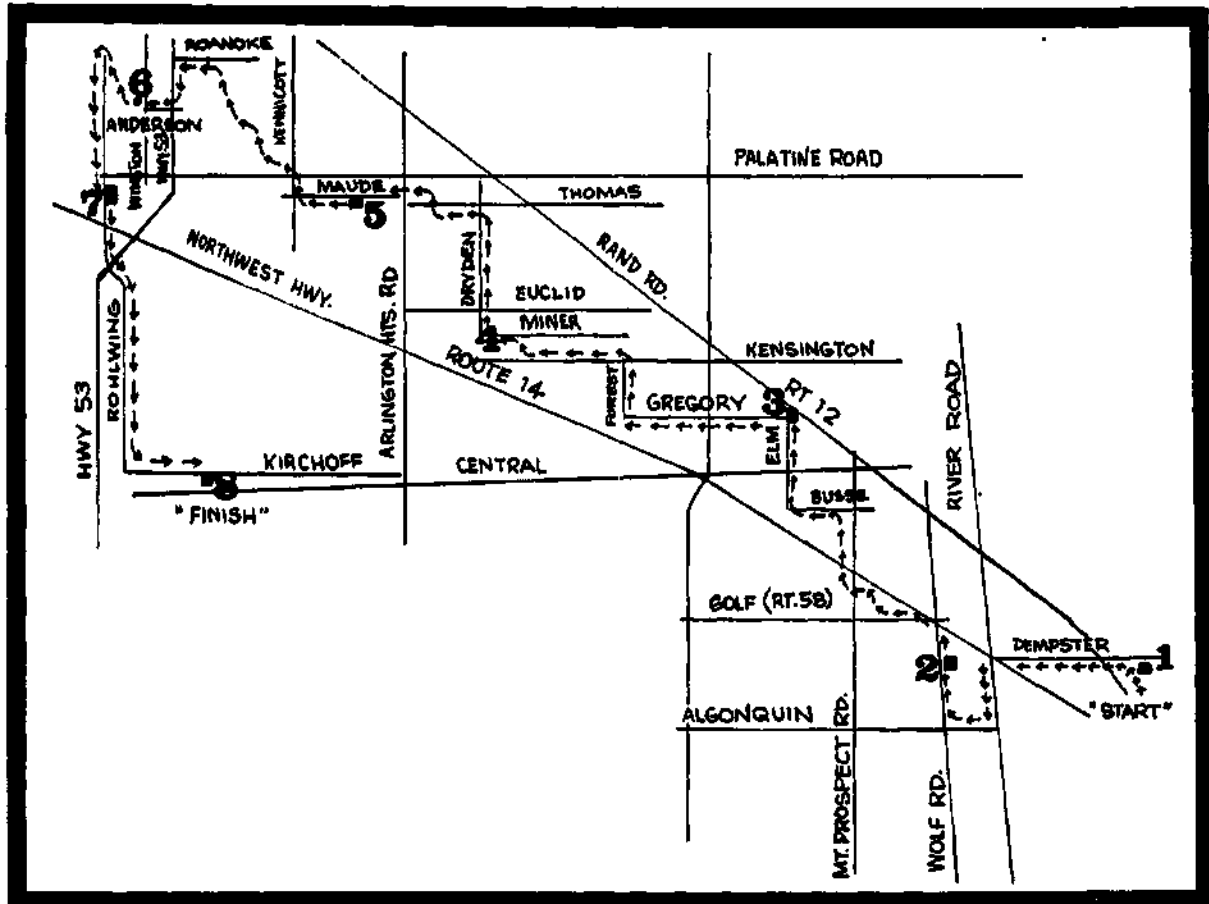 ROANOKE
6
KENNICOTT
ANDERSON
WINSTON
HWY 53
PALATINE ROAD
MAUDE
THOMAS
7
5
NORTHWEST HWY.
DRYDEN
RAND RD.
EUCLID
MINER
ARLINGTON HTS. RD
ROHLWING
HWY 53
ROUTE 14
KENSINGTON
FORREST
GREGORY
3
RT 12
ELM
RIVER ROAD
KIRCHOFF
CENTRAL
8
"FINISH"
BUSSE
GOLF (RT.58)
DEMPSTER
1
2
"START"
ALGONQUIN
MT. PROSPECT RD.
WOLF RD.